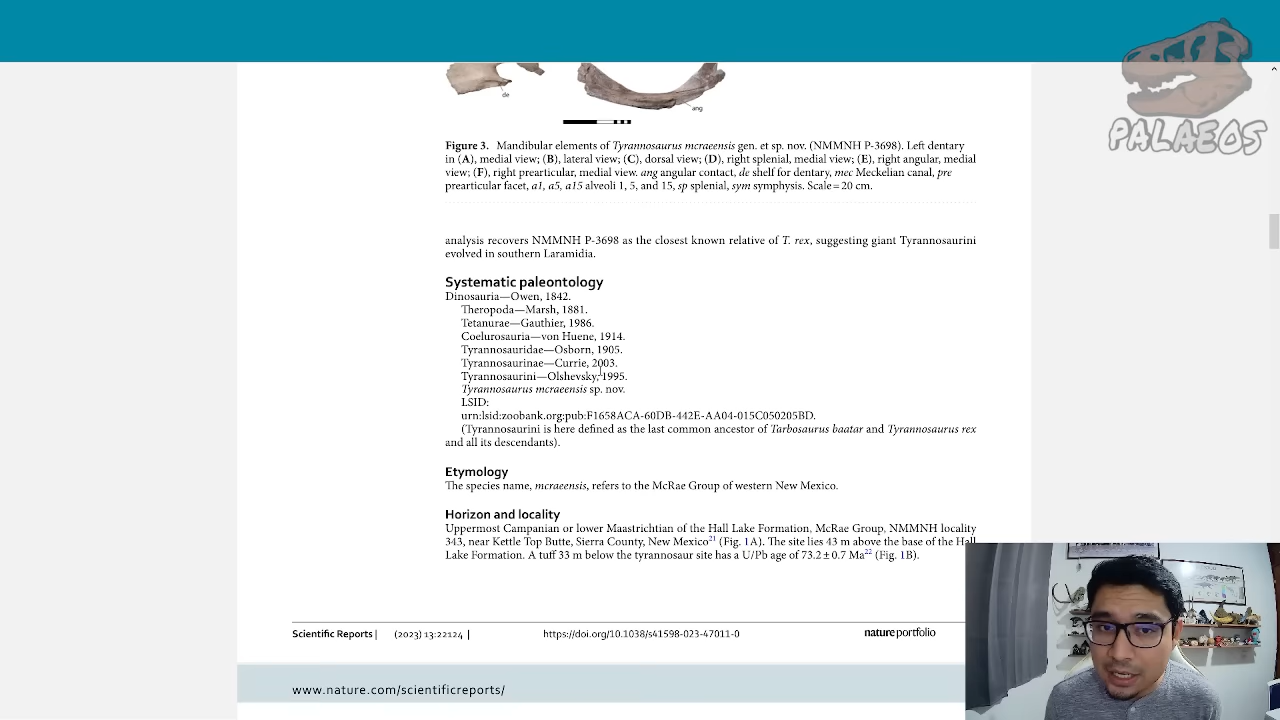 PALAEOS
de
ang
Figure 3. Mandibular elements of Tyrannosaurus mcraeensis gen. et sp. nov. (NMMNH P-3698). Left dentary
in (A), medial view; (B), lateral view; (C), dorsal view; (D), right splenial, medial view; (E), right angular, medial
view; (F), right prearticular, medial view. ang angular contact, de shelf for dentary, mec Meckelian canal, pre
prearticular facet, a1, a5, a15 alveoli 1, 5, and 15, sp splenial, sym symphysis. Scale = 20 cm.
analysis recovers NMMNH P-3698 as the closest known relative of T. rex, suggesting giant Tyrannosaurini
evolved in southern Laramidia.
Systematic paleontology
Dinosauria—Owen, 1842.
Theropoda—Marsh, 1881.
Tetanurae—Gauthier, 1986.
Coelurosauria—von Huene, 1914.
Tyrannosauridae—Osborn, 1905.
Tyrannosaurinae—Currie, 2003.
Tyrannosaurini—Olshevsky, 1995.
Tyrannosaurus mcraeensis sp. nov.
LSID:
urn:lsid:zoobank.org:pub:F1658ACA-60DB-442E-AA04-015C050205BD.
(Tyrannosaurini is here defined as the last common ancestor of Tarbosaurus baatar and Tyrannosaurus rex
and all its descendants).
Etymology
The species name, mcraeensis, refers to the McRae Group of western New Mexico.
Horizon and locality
Uppermost Campanian or lower Maastrichtian of the Hall Lake Formation, McRae Group, NMMNH locality
343, near Kettle Top Butte, Sierra County, New Mexico21 (Fig. 1A). The site lies 43 m above the base of the Hall
Lake Formation. A tuff 33 m below the tyrannosaur site has a U/Pb age of 73.2 ± 0.7 Ma22 (Fig. 1B).
Scientific Reports | (2023) 13:22124 | https://doi.org/10.1038/s41598-023-47011-0 natureportfolio
www.nature.com/scientificreports/